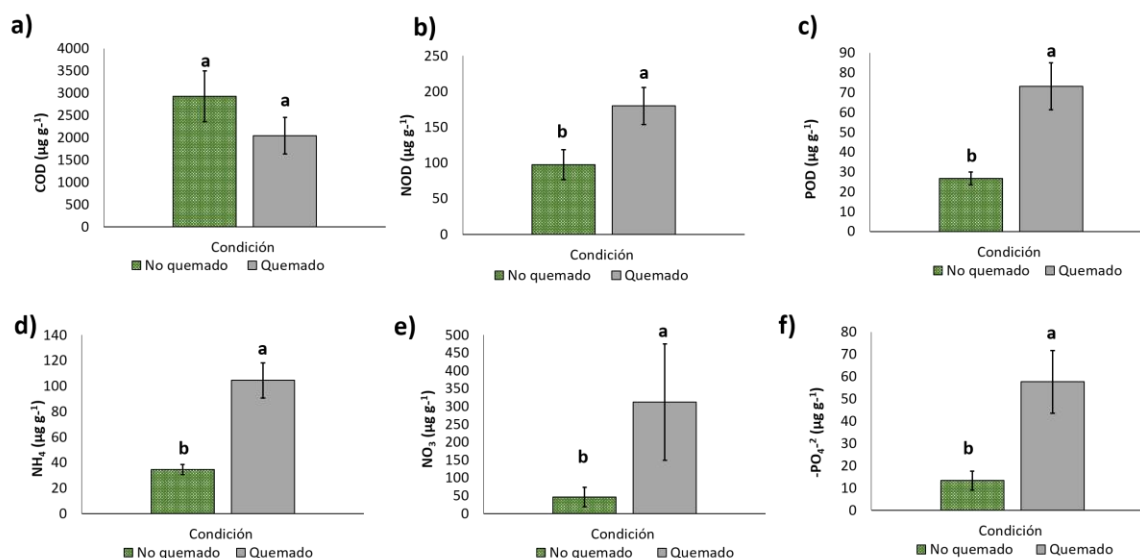 a)
COD (µg g-¹)
4000
3500
3000
2500
2000
1500
1000
500
0
a
a
Condición
No quemado Quemado
b)
NOD (µg g-¹)
250
200
150
100
50
0
b
a
Condición
No quemado Quemado
c)
POD (µg g-¹)
90
80
70
60
50
40
30
20
10
0
b
a
Condición
No quemado Quemado
d)
NH₄ (µg g-¹)
140
120
100
80
60
40
20
0
b
a
Condición
No quemado Quemado
e)
NO₃ (µg g-¹)
500
450
400
350
300
250
200
150
100
50
0
b
a
Condición
No quemado Quemado
f)
-PO₄-² (µg g-¹)
80
70
60
50
40
30
20
10
0
b
a
Condición
No quemado Quemado